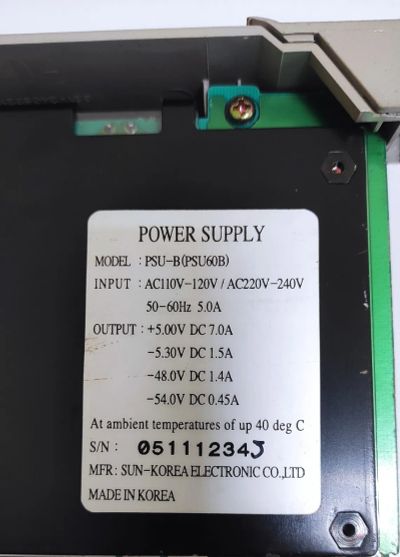 POWER SUPPLY
MODEL : PSU-B(PSU60B)
INPUT : AC110V-120V / AC220V-240V
50-60Hz 5.0A
OUTPUT : +5.00V DC 7.0A
-5.30V DC 1.5A
-48.0V DC 1.4A
-54.0V DC 0.45A
At ambient temperatures of up 40 deg C
S/N : 051112345
MFR: SUN-KOREA ELECTRONIC CO.,LTD
MADE IN KOREA